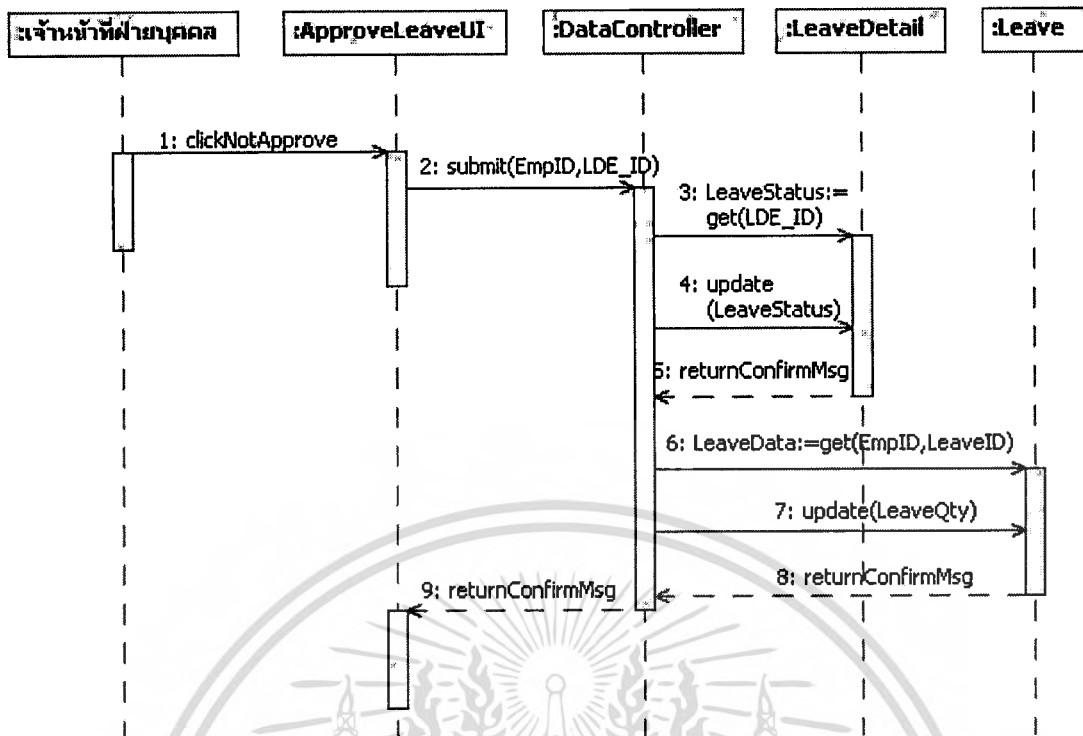 :เจ้าหน้าที่ฝ่ายบุคคล
:ApproveLeaveUI
:DataController
:LeaveDetail
:Leave
1: clickNotApprove
2: submit(EmpID,LDE_ID)
3: LeaveStatus:=
get(LDE_ID)
4: update
(LeaveStatus)
5: returnConfirmMsg
6: LeaveData:=get(EmpID,LeaveID)
7: update(LeaveQty)
8: returnConfirmMsg
9: returnConfirmMsg